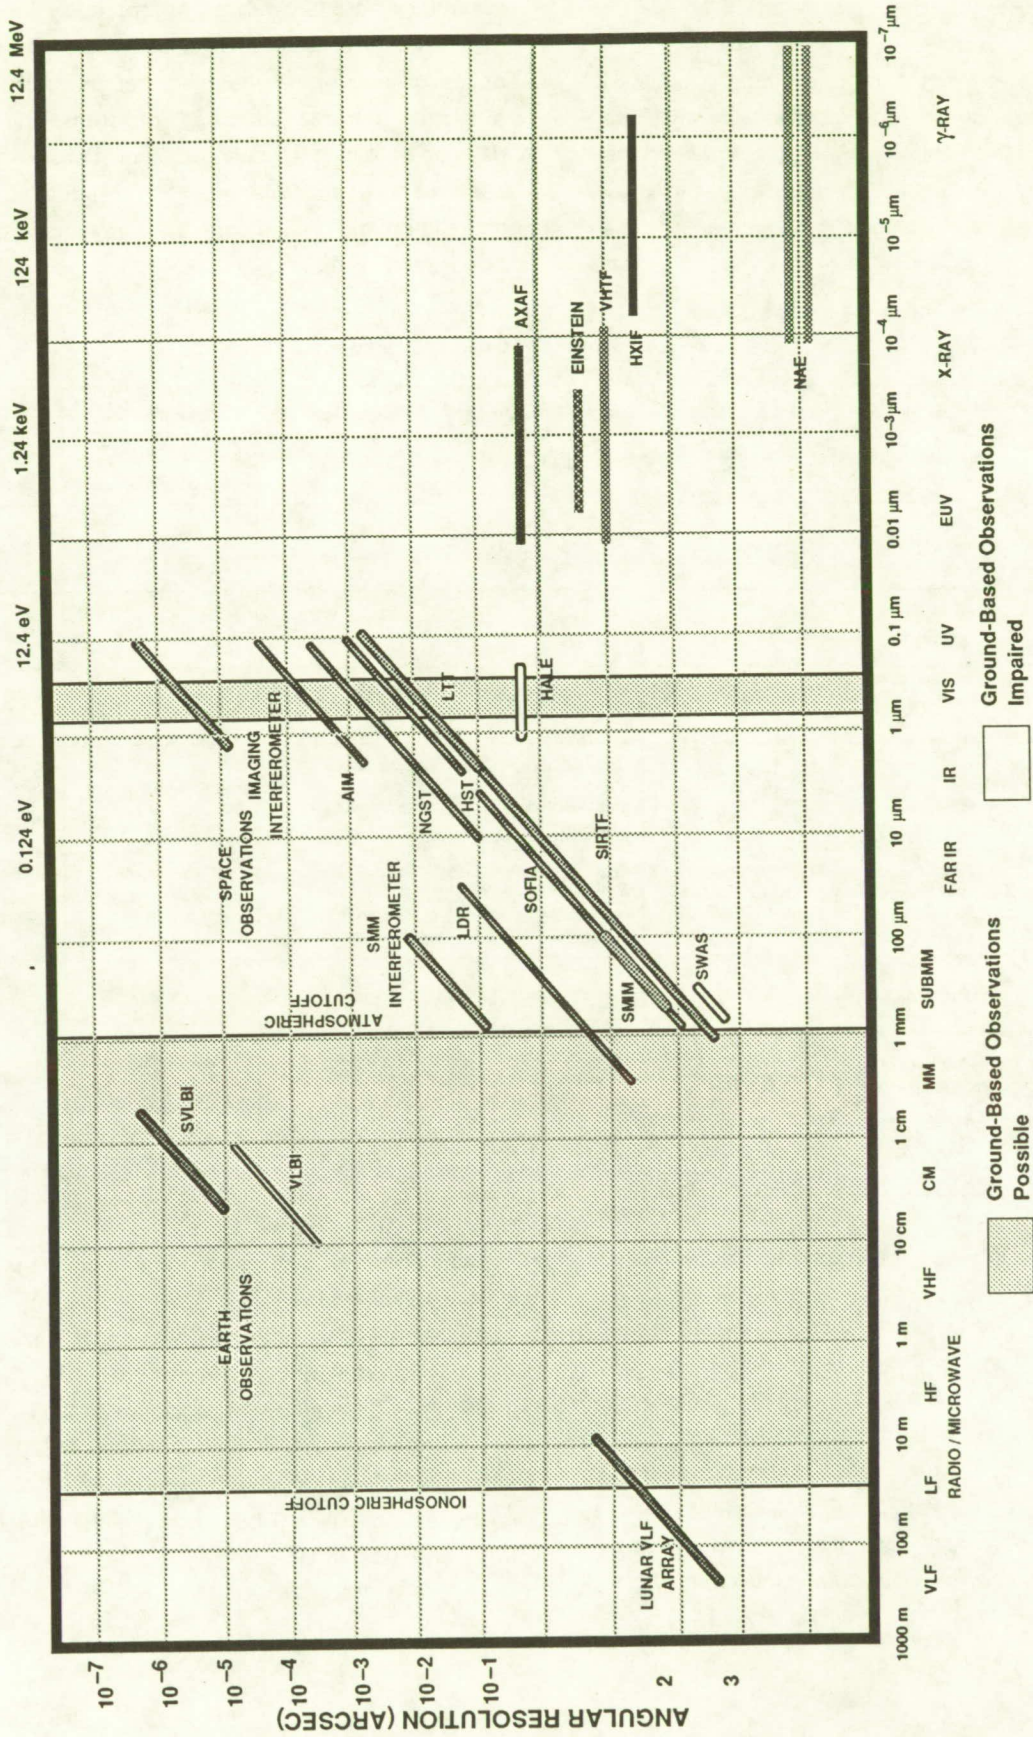 0.124 eV
12.4 eV
1.24 keV
124 keV
12.4 MeV
ANGULAR RESOLUTION (ARCSEC)
10−7
10−6
10−5
10−4
10−3
10−2
10−1
2
3
SVLBI
VLBI
EARTH
OBSERVATIONS
IONOSPHERIC CUTOFF
LUNAR VLF
ARRAY
ATMOSPHERIC
CUTOFF
SPACE
OBSERVATIONS
IMAGING
INTERFEROMETER
AIM
SMM
INTERFEROMETER
NGST
HST
LTT
LDR
SOFIA
SIRTF
SMIM
SWAS
HALE
AXAF
EINSTEIN
VHTF
HXIF
NAE
1000 m
100 m
10 m
1 m
10 cm
1 cm
1 mm
100 µm
10 µm
1 µm
0.1 µm
0.01 µm
10−3µm
10−4 µm
10−5 µm
10−6 µm
10−7µm
VLF
LF
HF
VHF
CM
MM
SUBMM
FAR IR
IR
VIS
UV
EUV
X-RAY
γ-RAY
RADIO / MICROWAVE
Ground-Based Observations
Possible
Ground-Based Observations
Impaired